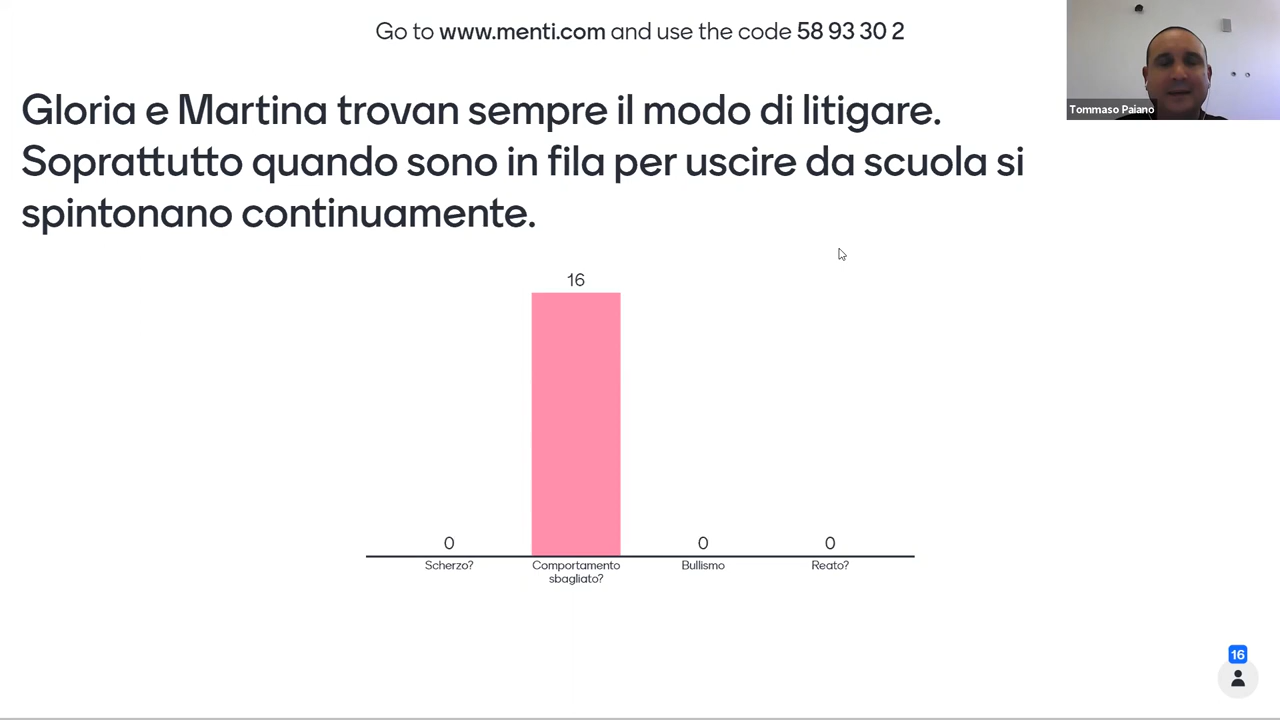 Go to www.menti.com and use the code 58 93 30 2
Tommaso Paiano
Gloria e Martina trovan sempre il modo di litigare.
Soprattutto quando sono in fila per uscire da scuola si
spintonano continuamente.
16
0
0
0
Scherzo?
Comportamento
sbagliato?
Bullismo
Reato?
16